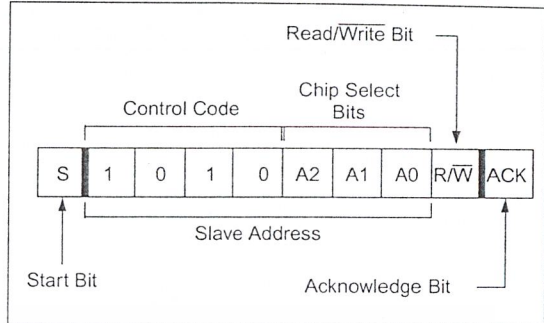 Read/Write Bit
Chip Select
Bits
Control Code
S 1 0 1 0 A2 A1 A0 R/W ACK
Slave Address
Start Bit
Acknowledge Bit